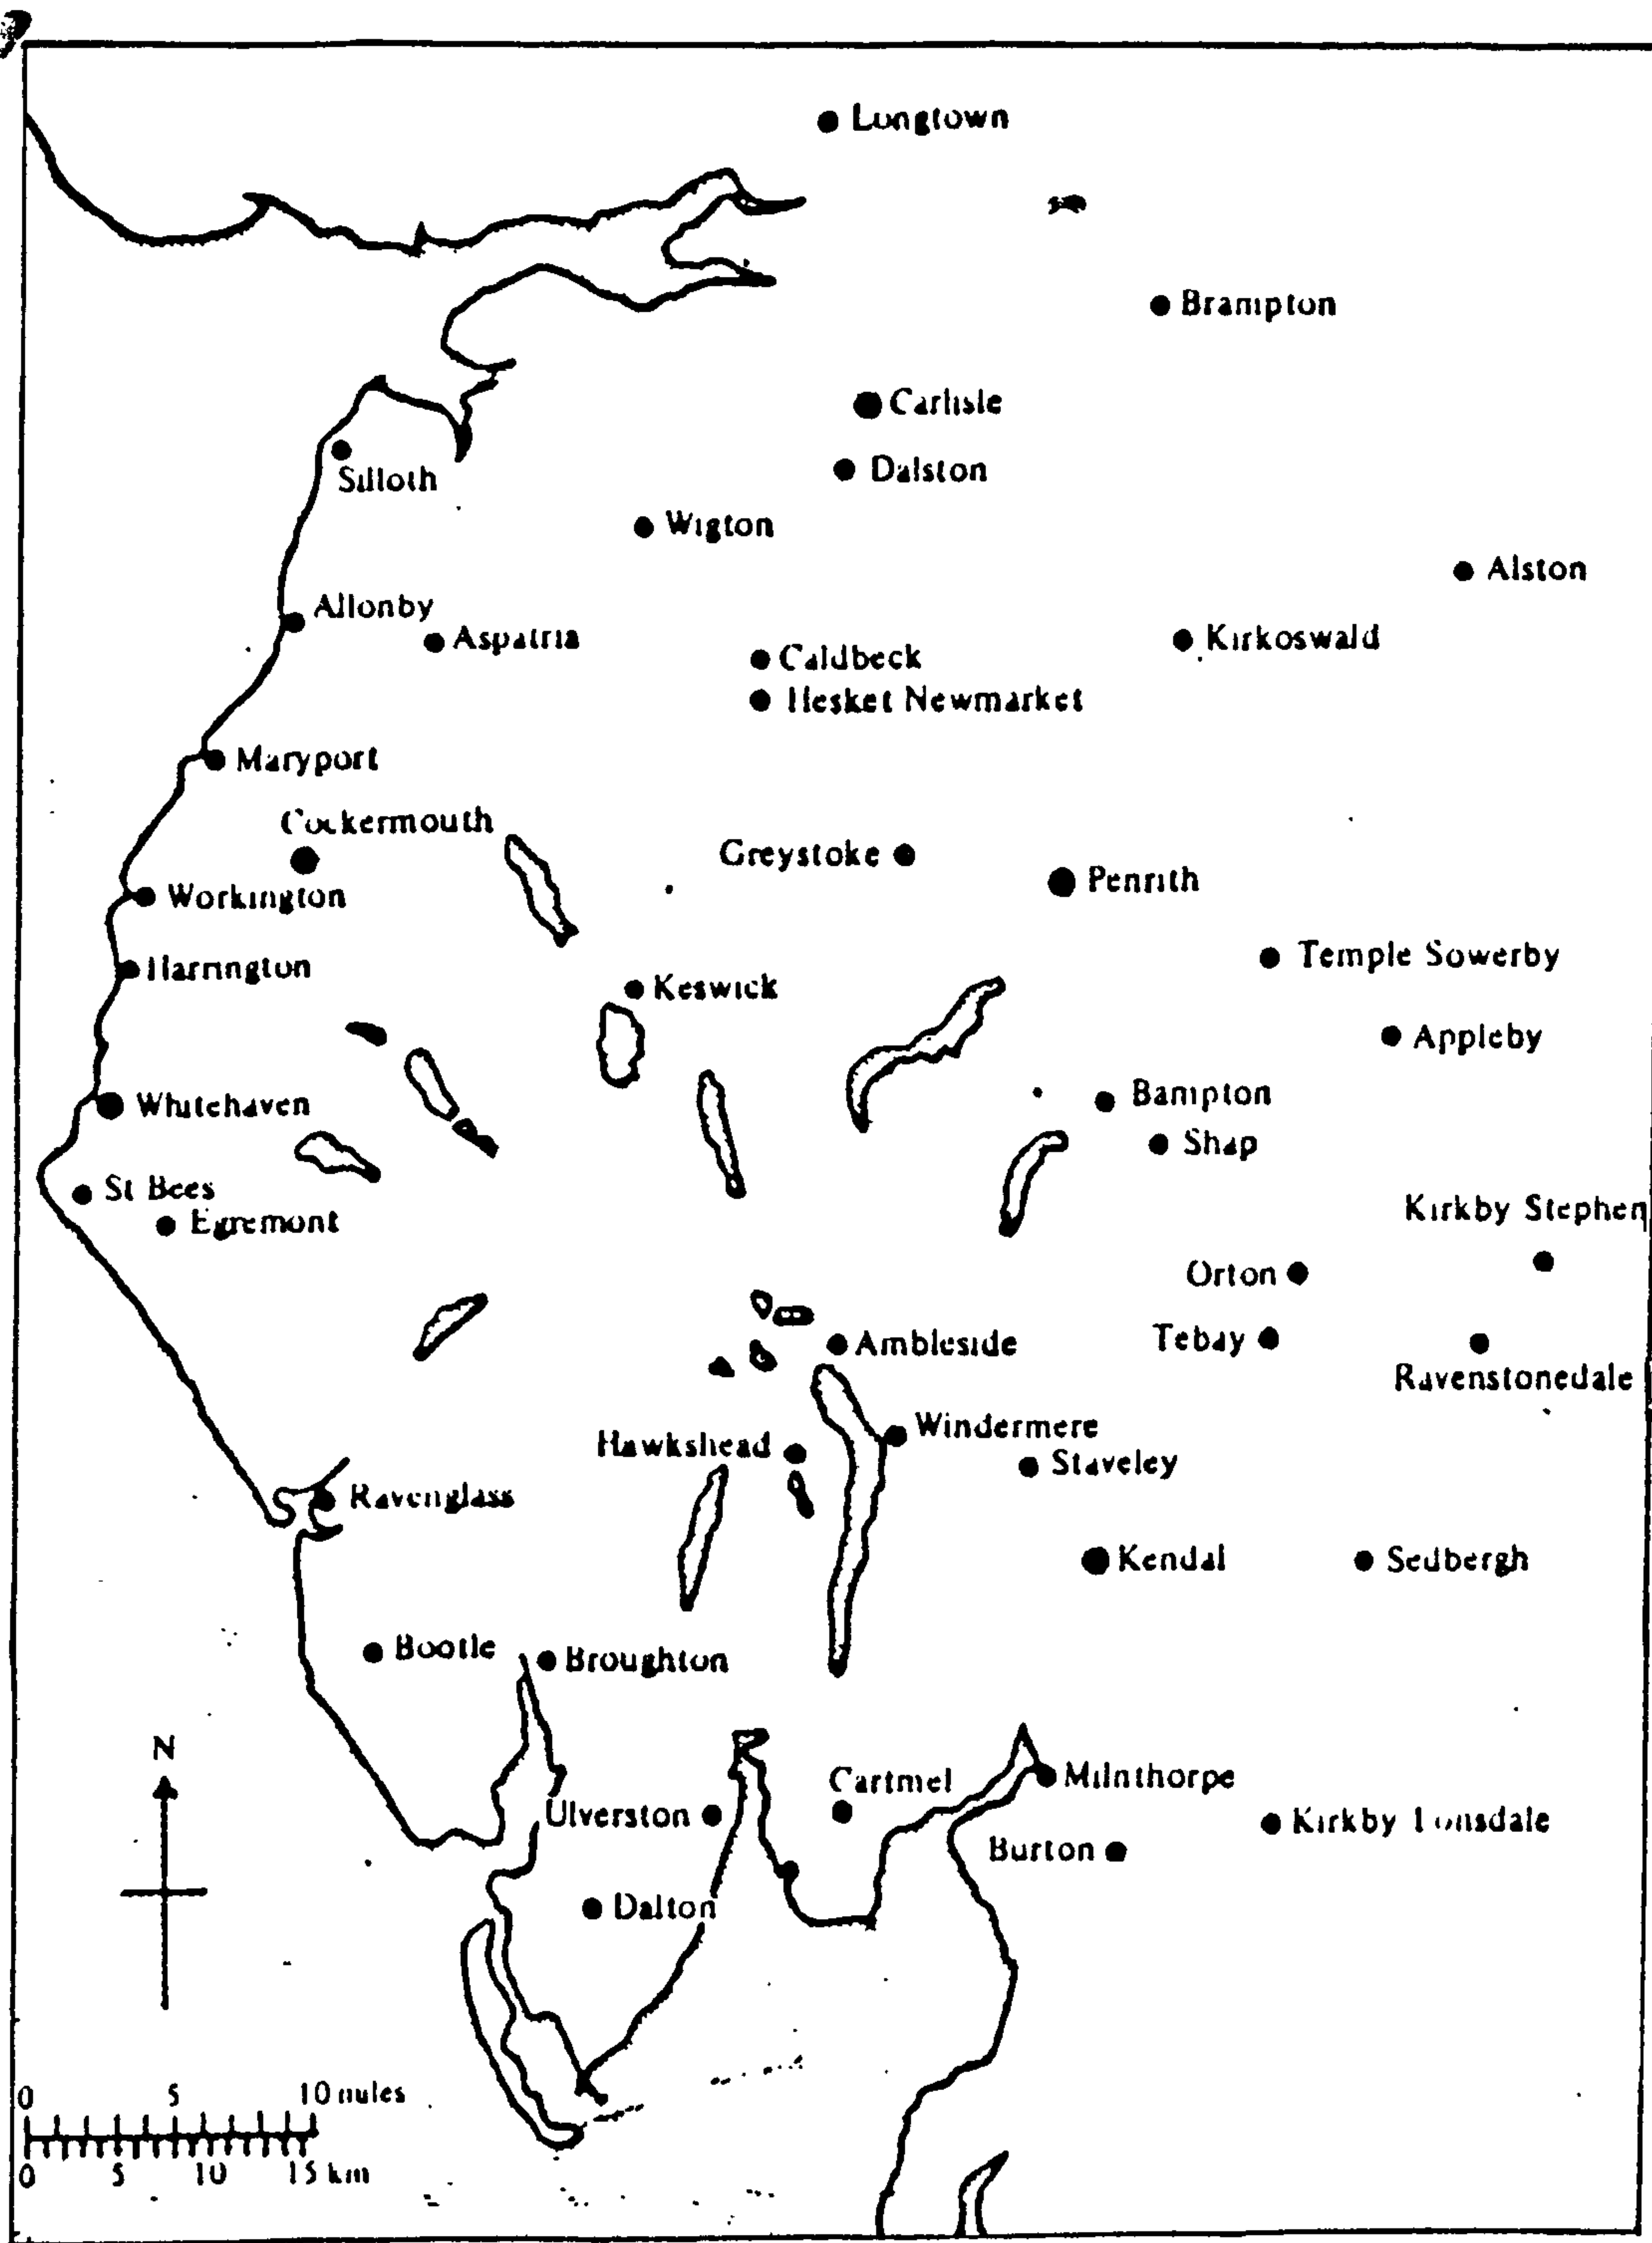 Longtown
Brampton
Carlisle
Dalston
Silloth
Wigton
Alston
Allonby
Aspatria
Kirkoswald
Caldbeck
Hesket Newmarket
Maryport
Cockermouth
Greystoke
Penrith
Workington
Temple Sowerby
Harrington
Keswick
Appleby
Bampton
Whitehaven
Shap
St Bees
Egremont
Kirkby Stephen
Orton
Ambleside
Tebay
Ravenstonedale
Windermere
Hawkshead
Staveley
Ravenglass
Kendal
Sedbergh
Bootle
Broughton
N
Milnthorpe
Cartmel
Ulverston
Kirkby Lonsdale
Burton
Dalton
0 5 10 miles
0 5 10 15 km